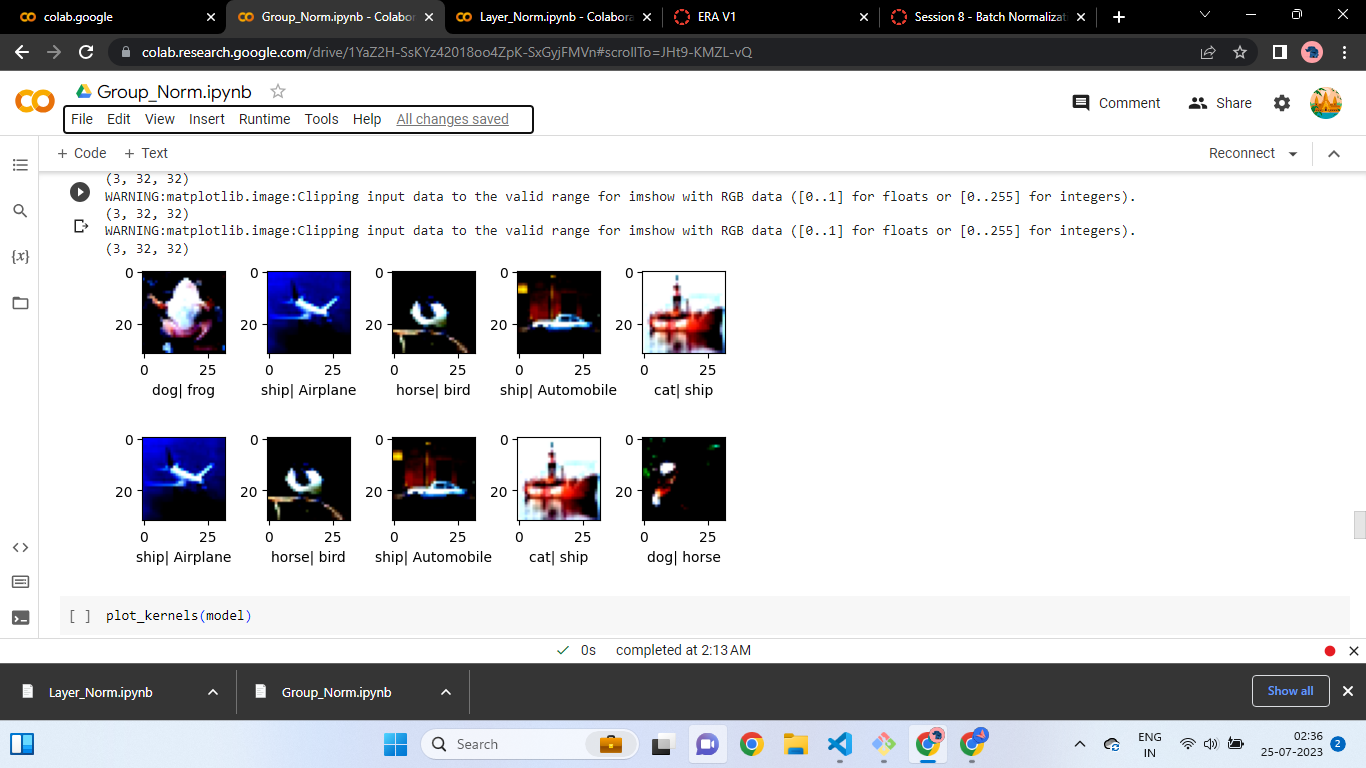 colab.google
Group_Norm.ipynb - Colabor
Layer_Norm.ipynb - Colabora
ERA V1
Session 8 - Batch Normalizat
colab.research.google.com/drive/1YaZ2H-SsKYz42018oo4ZpK-SxGyjFMVn#scrollTo=JHt9-KMZL-vQ
Group_Norm.ipynb
Comment
Share
File Edit View Insert Runtime Tools Help All changes saved
+ Code + Text
Reconnect
(3, 32, 32)
WARNING:matplotlib.image:Clipping input data to the valid range for imshow with RGB data ([0..1] for floats or [0..255] for integers).
(3, 32, 32)
WARNING:matplotlib.image:Clipping input data to the valid range for imshow with RGB data ([0..1] for floats or [0..255] for integers).
(3, 32, 32)
{x}
0 0 0 0 0
20 20 20 20 20
0 25 0 25 0 25 0 25 0 25
dog| frog ship| Airplane horse| bird ship| Automobile cat| ship
0 0 0 0 0
20 20 20 20 20
0 25 0 25 0 25 0 25 0 25
ship| Airplane horse| bird ship| Automobile cat| ship dog| horse
[ ] plot_kernels(model)
0s completed at 2:13 AM
Layer_Norm.ipynb
Group_Norm.ipynb
Show all
Search
ENG
IN
02:36
25-07-2023
2